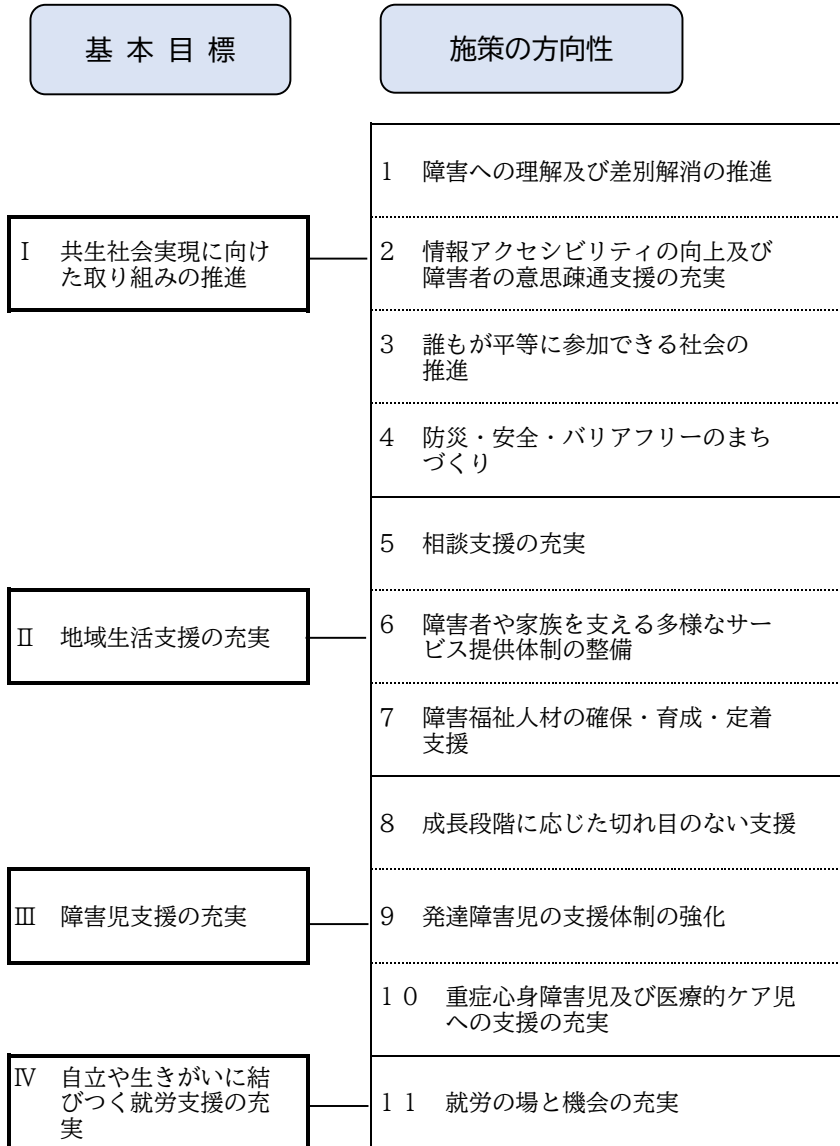 基 本 目 標
施策の方向性
Ⅰ 共生社会実現に向け
た取り組みの推進
1 障害への理解及び差別解消の推進
2 情報アクセシビリティの向上及び
障害者の意思疎通支援の充実
3 誰もが平等に参加できる社会の
推進
4 防災・安全・バリアフリーのまち
づくり
Ⅱ 地域生活支援の充実
5 相談支援の充実
6 障害者や家族を支える多様なサー
ビス提供体制の整備
7 障害福祉人材の確保・育成・定着
支援
Ⅲ 障害児支援の充実
8 成長段階に応じた切れ目のない支援
9 発達障害児の支援体制の強化
10 重症心身障害児及び医療的ケア児
への支援の充実
Ⅳ 自立や生きがいに結
びつく就労支援の充
実
11 就労の場と機会の充実